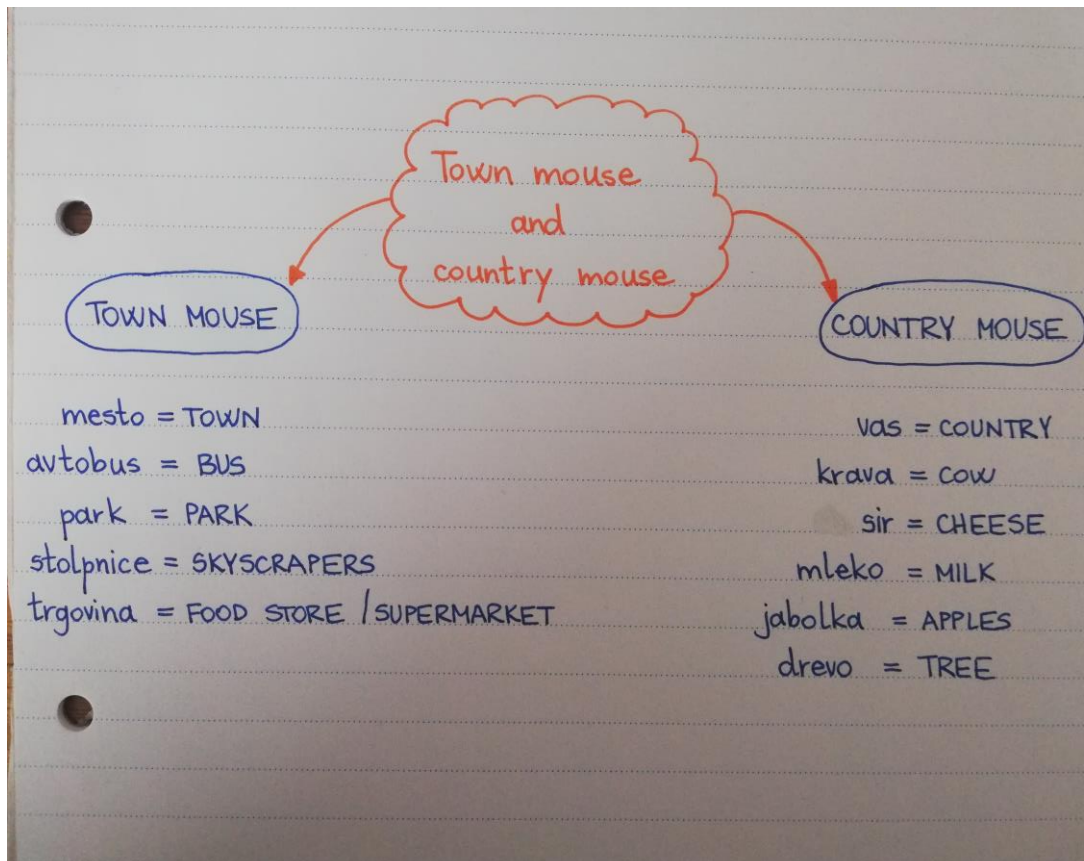 Town mouse
and
country mouse
TOWN MOUSE
mesto = TOWN
avtobus = BUS
park = PARK
stolpnice = SKYSCRAPERS
trgovina = FOOD STORE / SUPERMARKET
COUNTRY MOUSE
vas = COUNTRY
krava = COW
sir = CHEESE
mleko = MILK
jabolka = APPLES
drevo = TREE